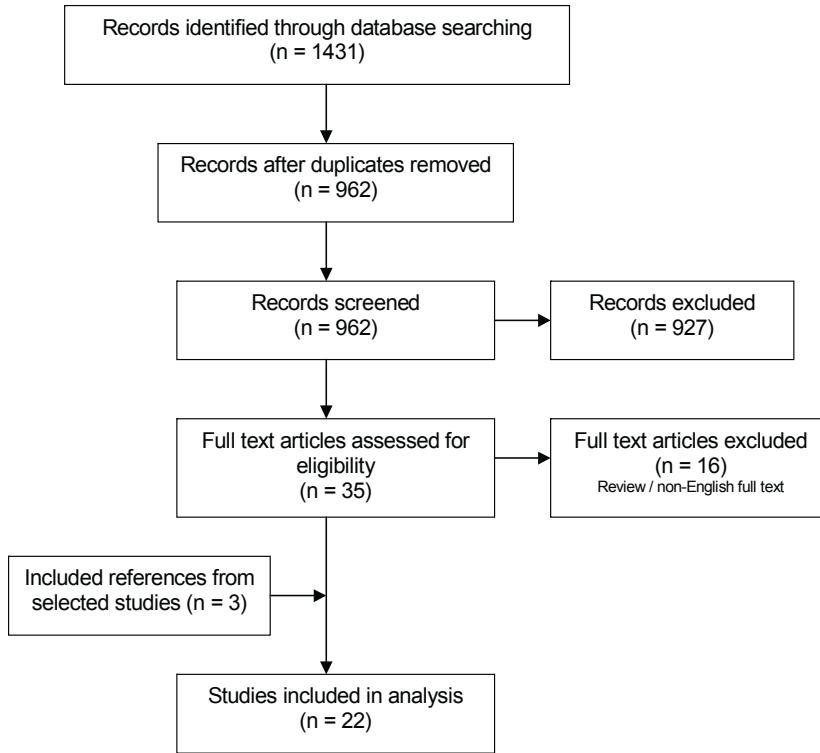 Records identified through database searching
(n = 1431)
Records after duplicates removed
(n = 962)
Records screened
(n = 962)
Records excluded
(n = 927)
Full text articles assessed for
eligibility
(n = 35)
Full text articles excluded
(n = 16)
Review / non-English full text
Included references from
selected studies (n = 3)
Studies included in analysis
(n = 22)